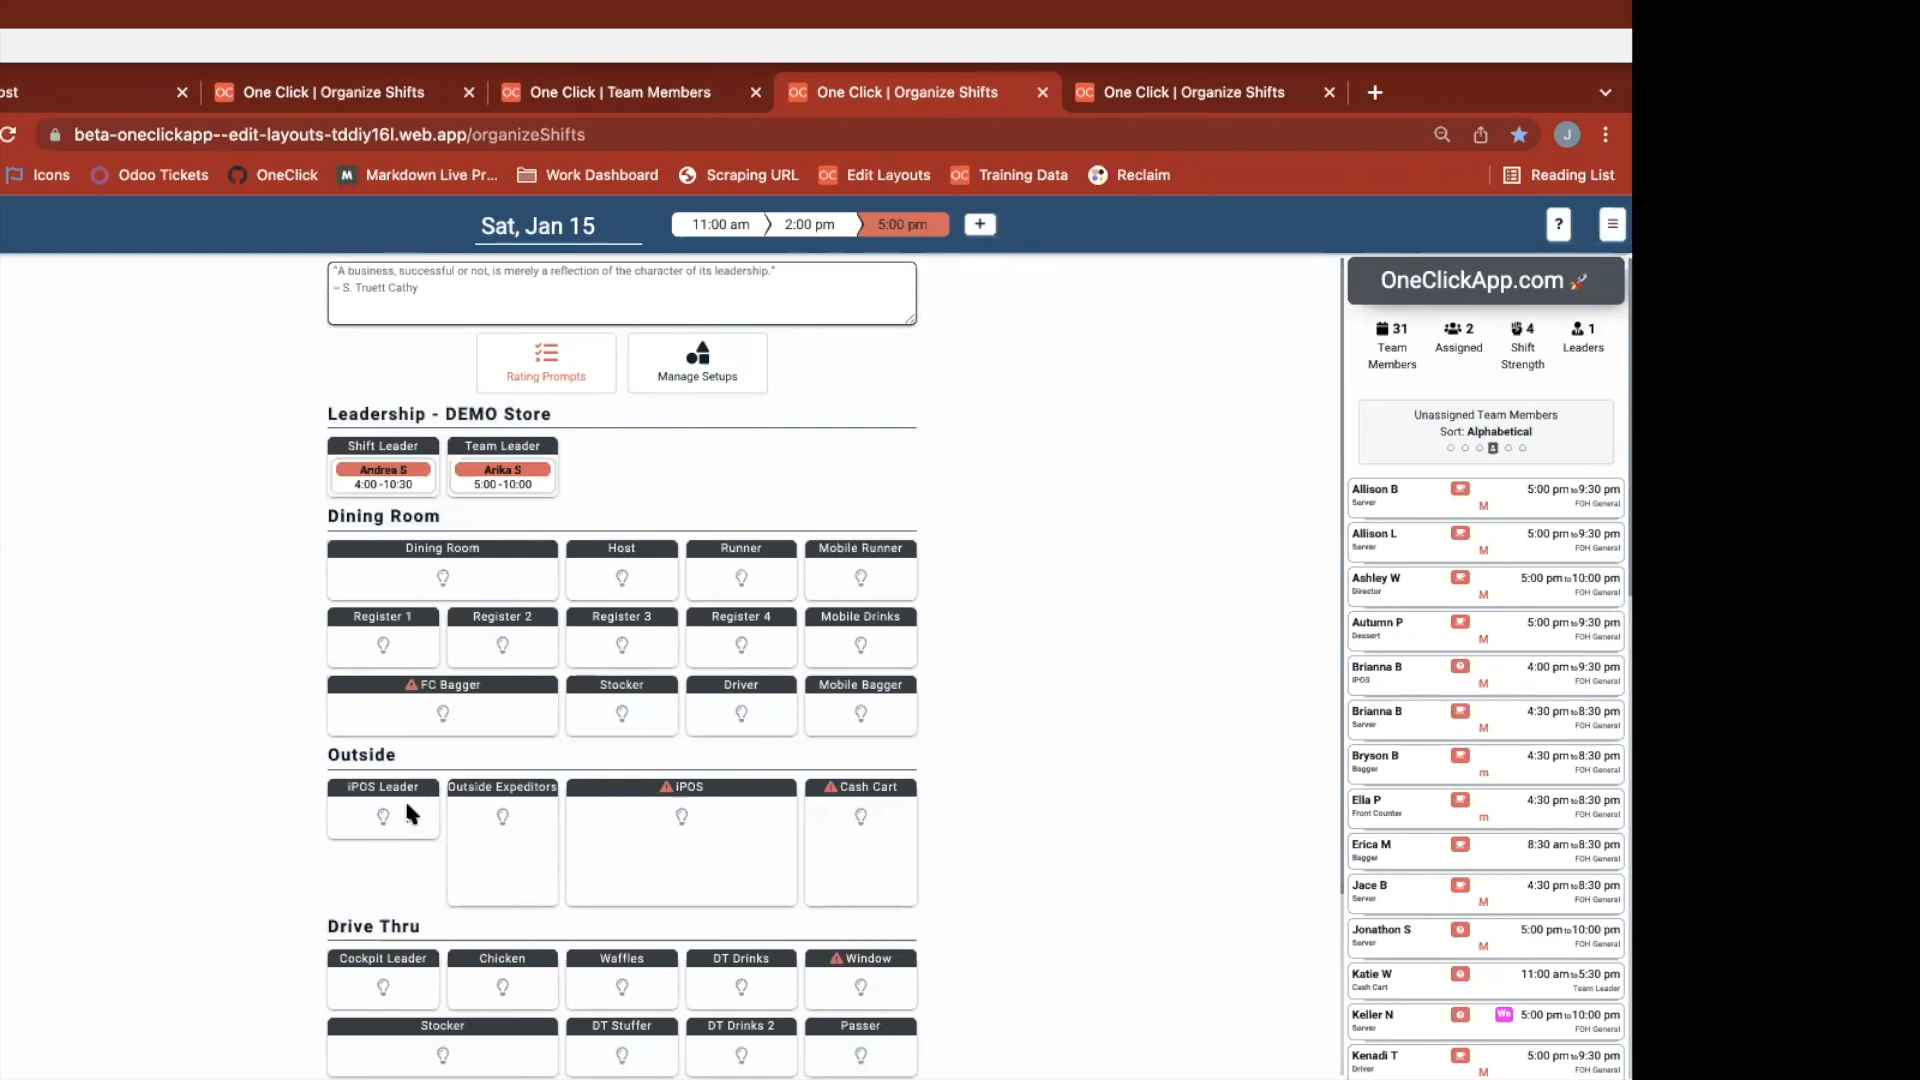 ost
One Click | Organize Shifts
One Click | Team Members
One Click | Organize Shifts
One Click | Organize Shifts
beta-oneclickapp--edit-layouts-tddiy16l.web.app/organizeShifts
J
Icons
Odoo Tickets
OneClick
M Markdown Live Pr...
Work Dashboard
Scraping URL
OC Edit Layouts
OC Training Data
Reclaim
Reading List
Sat, Jan 15
11:00 am
2:00 pm
5:00 pm
+
?
"A business, successful or not, is merely a reflection of the character of its leadership."
– S. Truett Cathy
Rating Prompts
Manage Setups
Leadership - DEMO Store
Shift Leader
Andrea S
4:00 -10:30
Team Leader
Arika S
5:00 -10:00
Dining Room
Dining Room
Host
Runner
Mobile Runner
Register 1
Register 2
Register 3
Register 4
Mobile Drinks
FC Bagger
Stocker
Driver
Mobile Bagger
Outside
iPOS Leader
Outside Expeditors
iPOS
Cash Cart
Drive Thru
Cockpit Leader
Chicken
Waffles
DT Drinks
Window
Stocker
DT Stuffer
DT Drinks 2
Passer
OneClickApp.com
31 Team Members
2 Assigned
4 Shift Strength
1 Leaders
Unassigned Team Members
Sort: Alphabetical
Allison B 5:00 pm to 9:30 pm
Server M FOH General
Allison L 5:00 pm to 9:30 pm
Server M FOH General
Ashley W 5:00 pm to 10:00 pm
Director M FOH General
Autumn P 5:00 pm to 9:30 pm
Dessert M FOH General
Brianna B 4:00 pm to 9:30 pm
IPOS M FOH General
Brianna B 4:30 pm to 8:30 pm
Server M FOH General
Bryson B 4:30 pm to 8:30 pm
Bagger m FOH General
Ella P 4:30 pm to 8:30 pm
Front Counter m FOH General
Erica M 8:30 am to 8:30 pm
Bagger FOH General
Jace B 4:30 pm to 8:30 pm
Server M FOH General
Jonathon S 5:00 pm to 10:00 pm
Server M FOH General
Katie W 11:00 am to 5:30 pm
Cash Cart Team Leader
Keller N Wo 5:00 pm to 10:00 pm
Server FOH General
Kenadi T 5:00 pm to 9:30 pm
Driver M FOH General